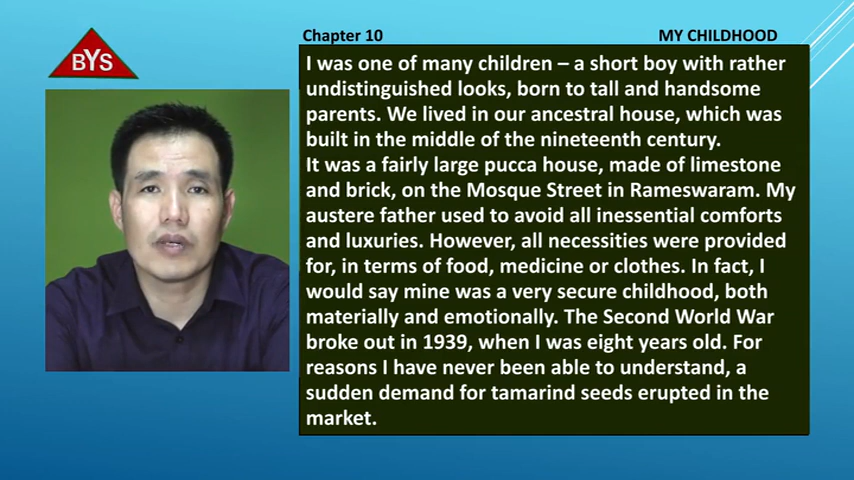 BYS
Chapter 10 MY CHILDHOOD
I was one of many children – a short boy with rather
undistinguished looks, born to tall and handsome
parents. We lived in our ancestral house, which was
built in the middle of the nineteenth century.
It was a fairly large pucca house, made of limestone
and brick, on the Mosque Street in Rameswaram. My
austere father used to avoid all inessential comforts
and luxuries. However, all necessities were provided
for, in terms of food, medicine or clothes. In fact, I
would say mine was a very secure childhood, both
materially and emotionally. The Second World War
broke out in 1939, when I was eight years old. For
reasons I have never been able to understand, a
sudden demand for tamarind seeds erupted in the
market.